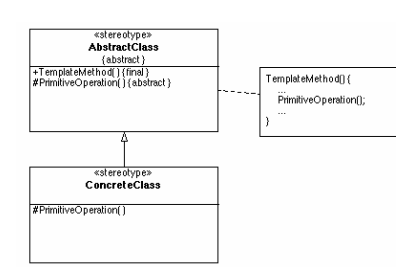 «stereotype»
AbstractClass
{abstract}
+TemplateMethod(){final}
#PrimitiveOperation(){abstract}
TemplateMethod(){
...
PrimitiveOperation();
...
}
«stereotype»
ConcreteClass
#PrimitiveOperation()